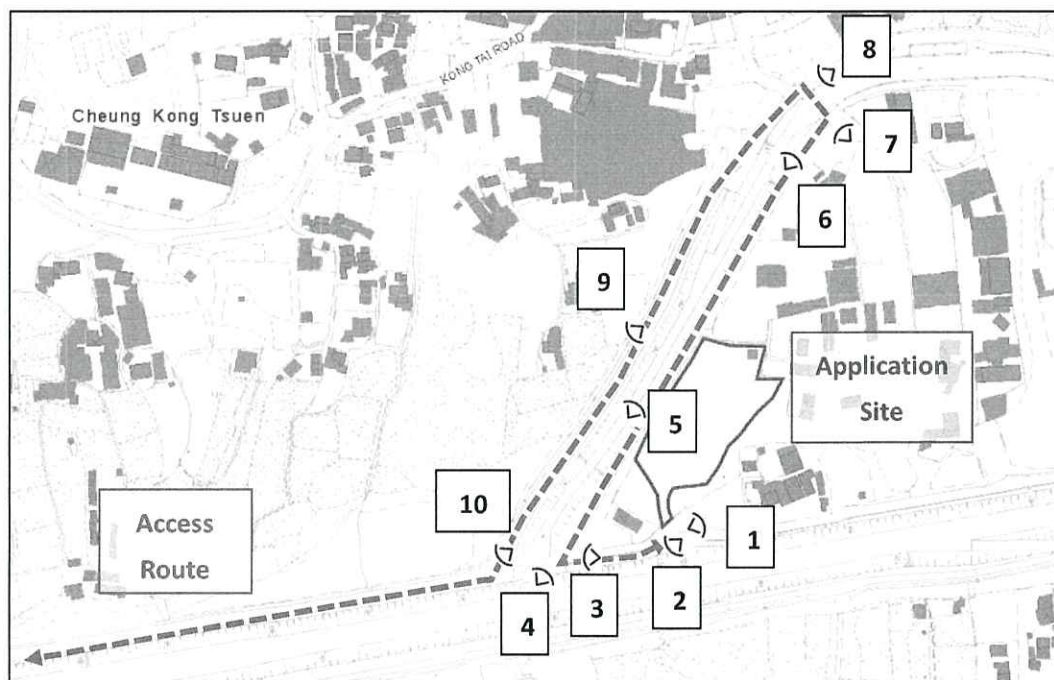 8
KONG TAI ROAD
Cheung Kong Tsuen
7
6
9
Application
Site
5
10
Access
Route
1
2
3
4